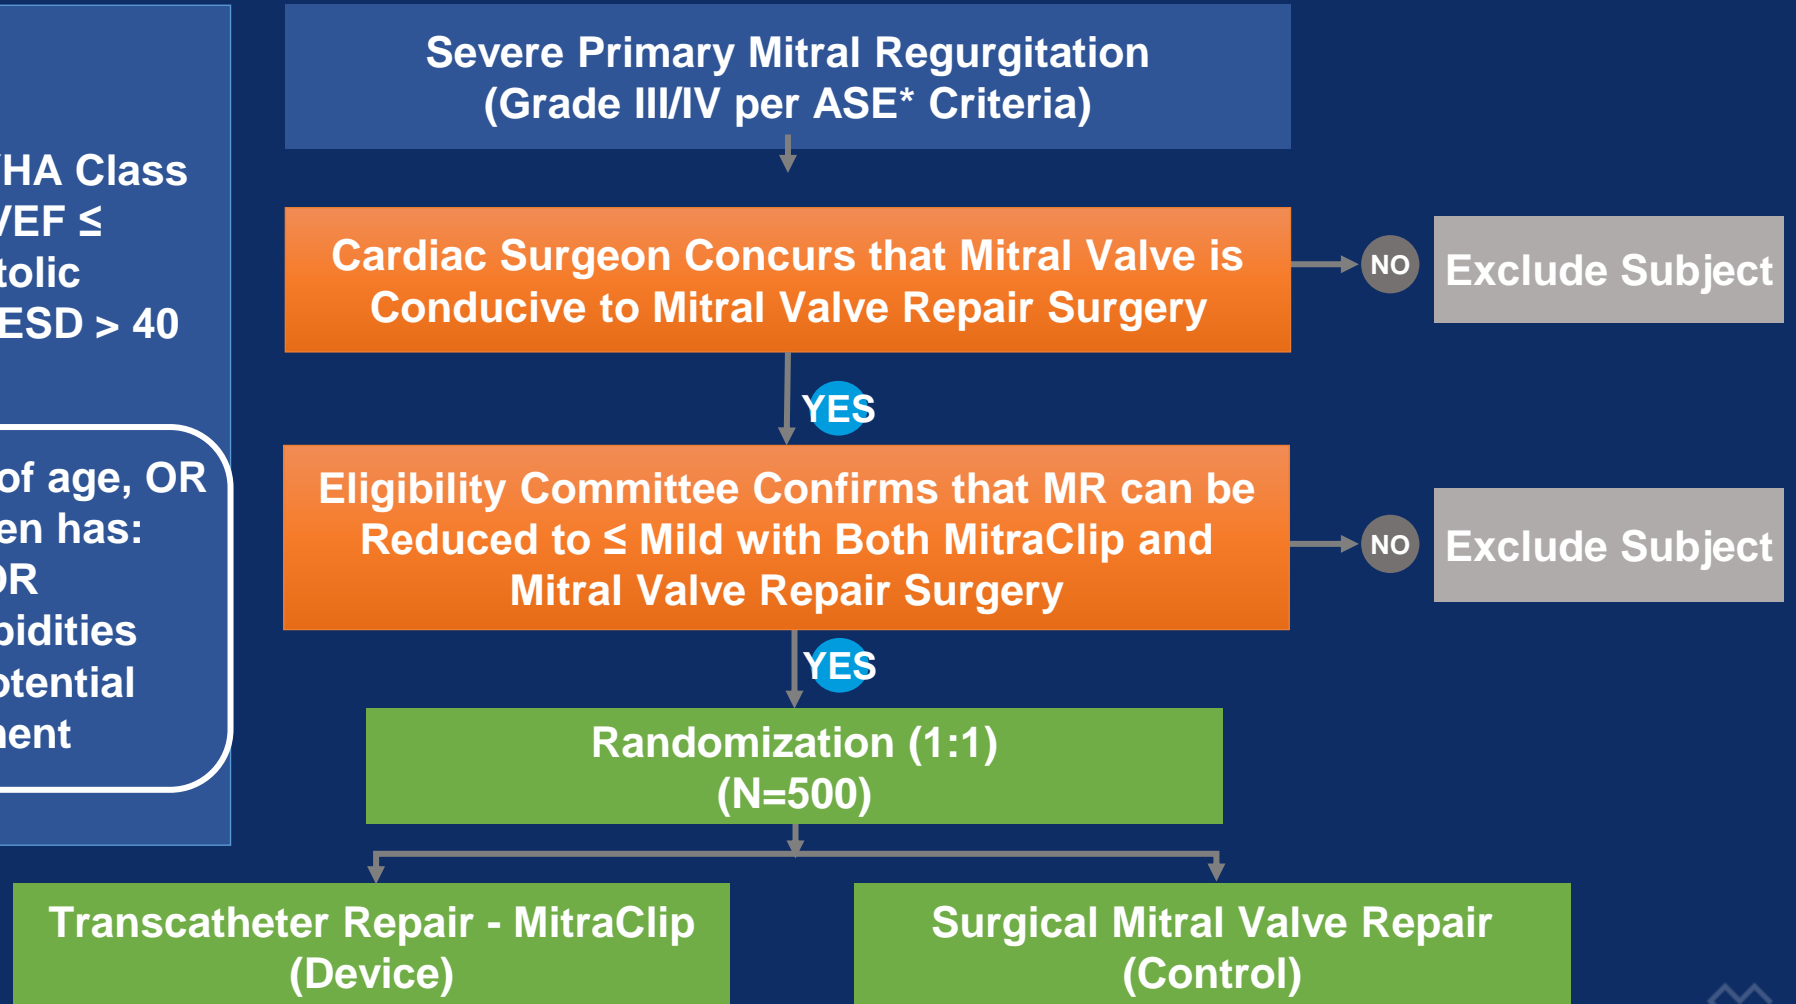 YHA Class
VEF ≤
tolic
ESD > 40
of age, OR
en has:
OR
bidities
otential
nent
Severe Primary Mitral Regurgitation
(Grade III/IV per ASE* Criteria)
Cardiac Surgeon Concurs that Mitral Valve is
Conducive to Mitral Valve Repair Surgery
NO
Exclude Subject
YES
Eligibility Committee Confirms that MR can be
Reduced to ≤ Mild with Both MitraClip and
Mitral Valve Repair Surgery
NO
Exclude Subject
YES
Randomization (1:1)
(N=500)
Transcatheter Repair - MitraClip
(Device)
Surgical Mitral Valve Repair
(Control)